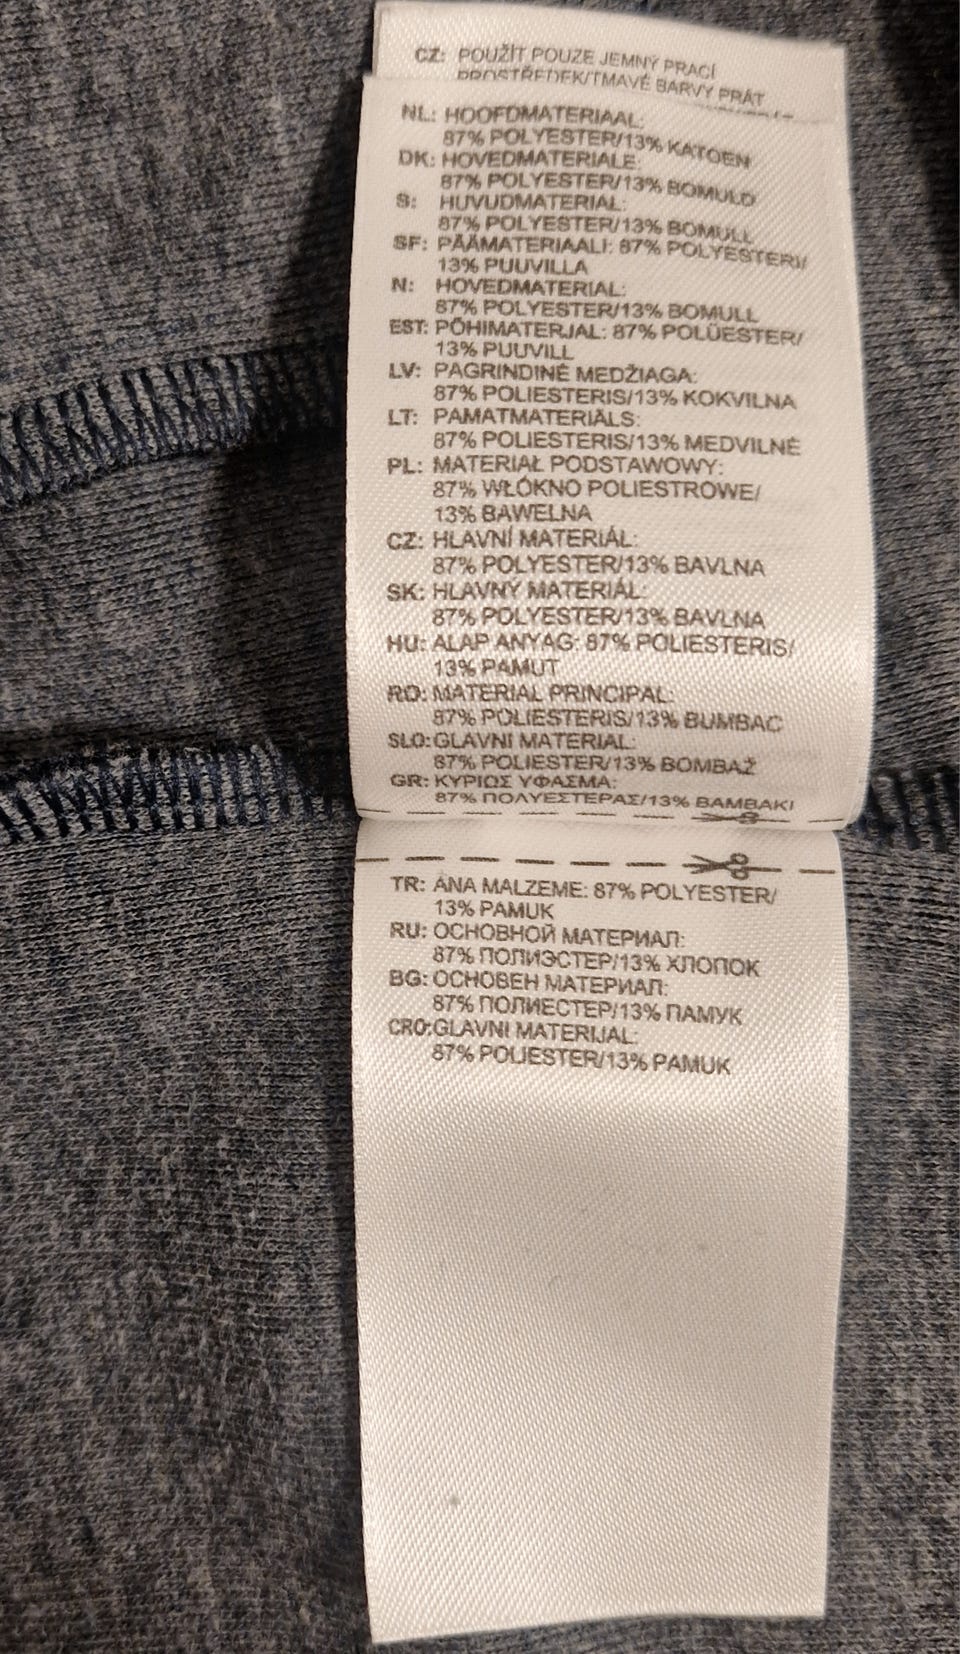 CZ: POUŽÍT POUZE JEMNÝ PRACÍ
PROSTŘEDEK/TMAVÉ BARVY PRÁT
NL: HOOFDMATERIAAL:
87% POLYESTER/13% KATOEN
DK: HOVEDMATERIALE:
87% POLYESTER/13% BOMULD
S: HUVUDMATERIAL:
87% POLYESTER/13% BOMULL
SF: PÄÄMATERIAALI: 87% POLYESTERI/
13% PUUVILLA
N: HOVEDMATERIAL:
87% POLYESTER/13% BOMULL
EST: PÕHIMATERJAL: 87% POLÜESTER/
13% PUUVILL
LV: PAGRINDINĖ MEDŽIAGA:
87% POLIESTERIS/13% KOKVILNA
LT: PAMATMATERIĀLS:
87% POLIESTERIS/13% MEDVILNĖ
PL: MATERIAŁ PODSTAWOWY:
87% WŁÓKNO POLIESTROWE/
13% BAWEŁNA
CZ: HLAVNÍ MATERIÁL:
87% POLYESTER/13% BAVLNA
SK: HLAVNÝ MATERIÁL:
87% POLYESTER/13% BAVLNA
HU: ALAP ANYAG: 87% POLIESTERIS/
13% PAMUT
RO: MATERIAL PRINCIPAL:
87% POLIESTERIS/13% BUMBAC
SLO: GLAVNI MATERIAL:
87% POLYESTER/13% BOMBAŽ
GR: ΚΥΡΙΩΣ ΥΦΑΣΜΑ:
87% ΠΟΛΥΕΣΤΕΡΑΣ/13% ΒΑΜΒΑΚΙ
TR: ANA MALZEME: 87% POLYESTER/
13% PAMUK
RU: ОСНОВНОЙ МАТЕРИАЛ:
87% ПОЛИЭСТЕР/13% ХЛОПОК
BG: ОСНОВЕН МАТЕРИАЛ:
87% ПОЛИЕСТЕР/13% ПАМУК
CRO: GLAVNI MATERIJAL:
87% POLIESTER/13% PAMUK